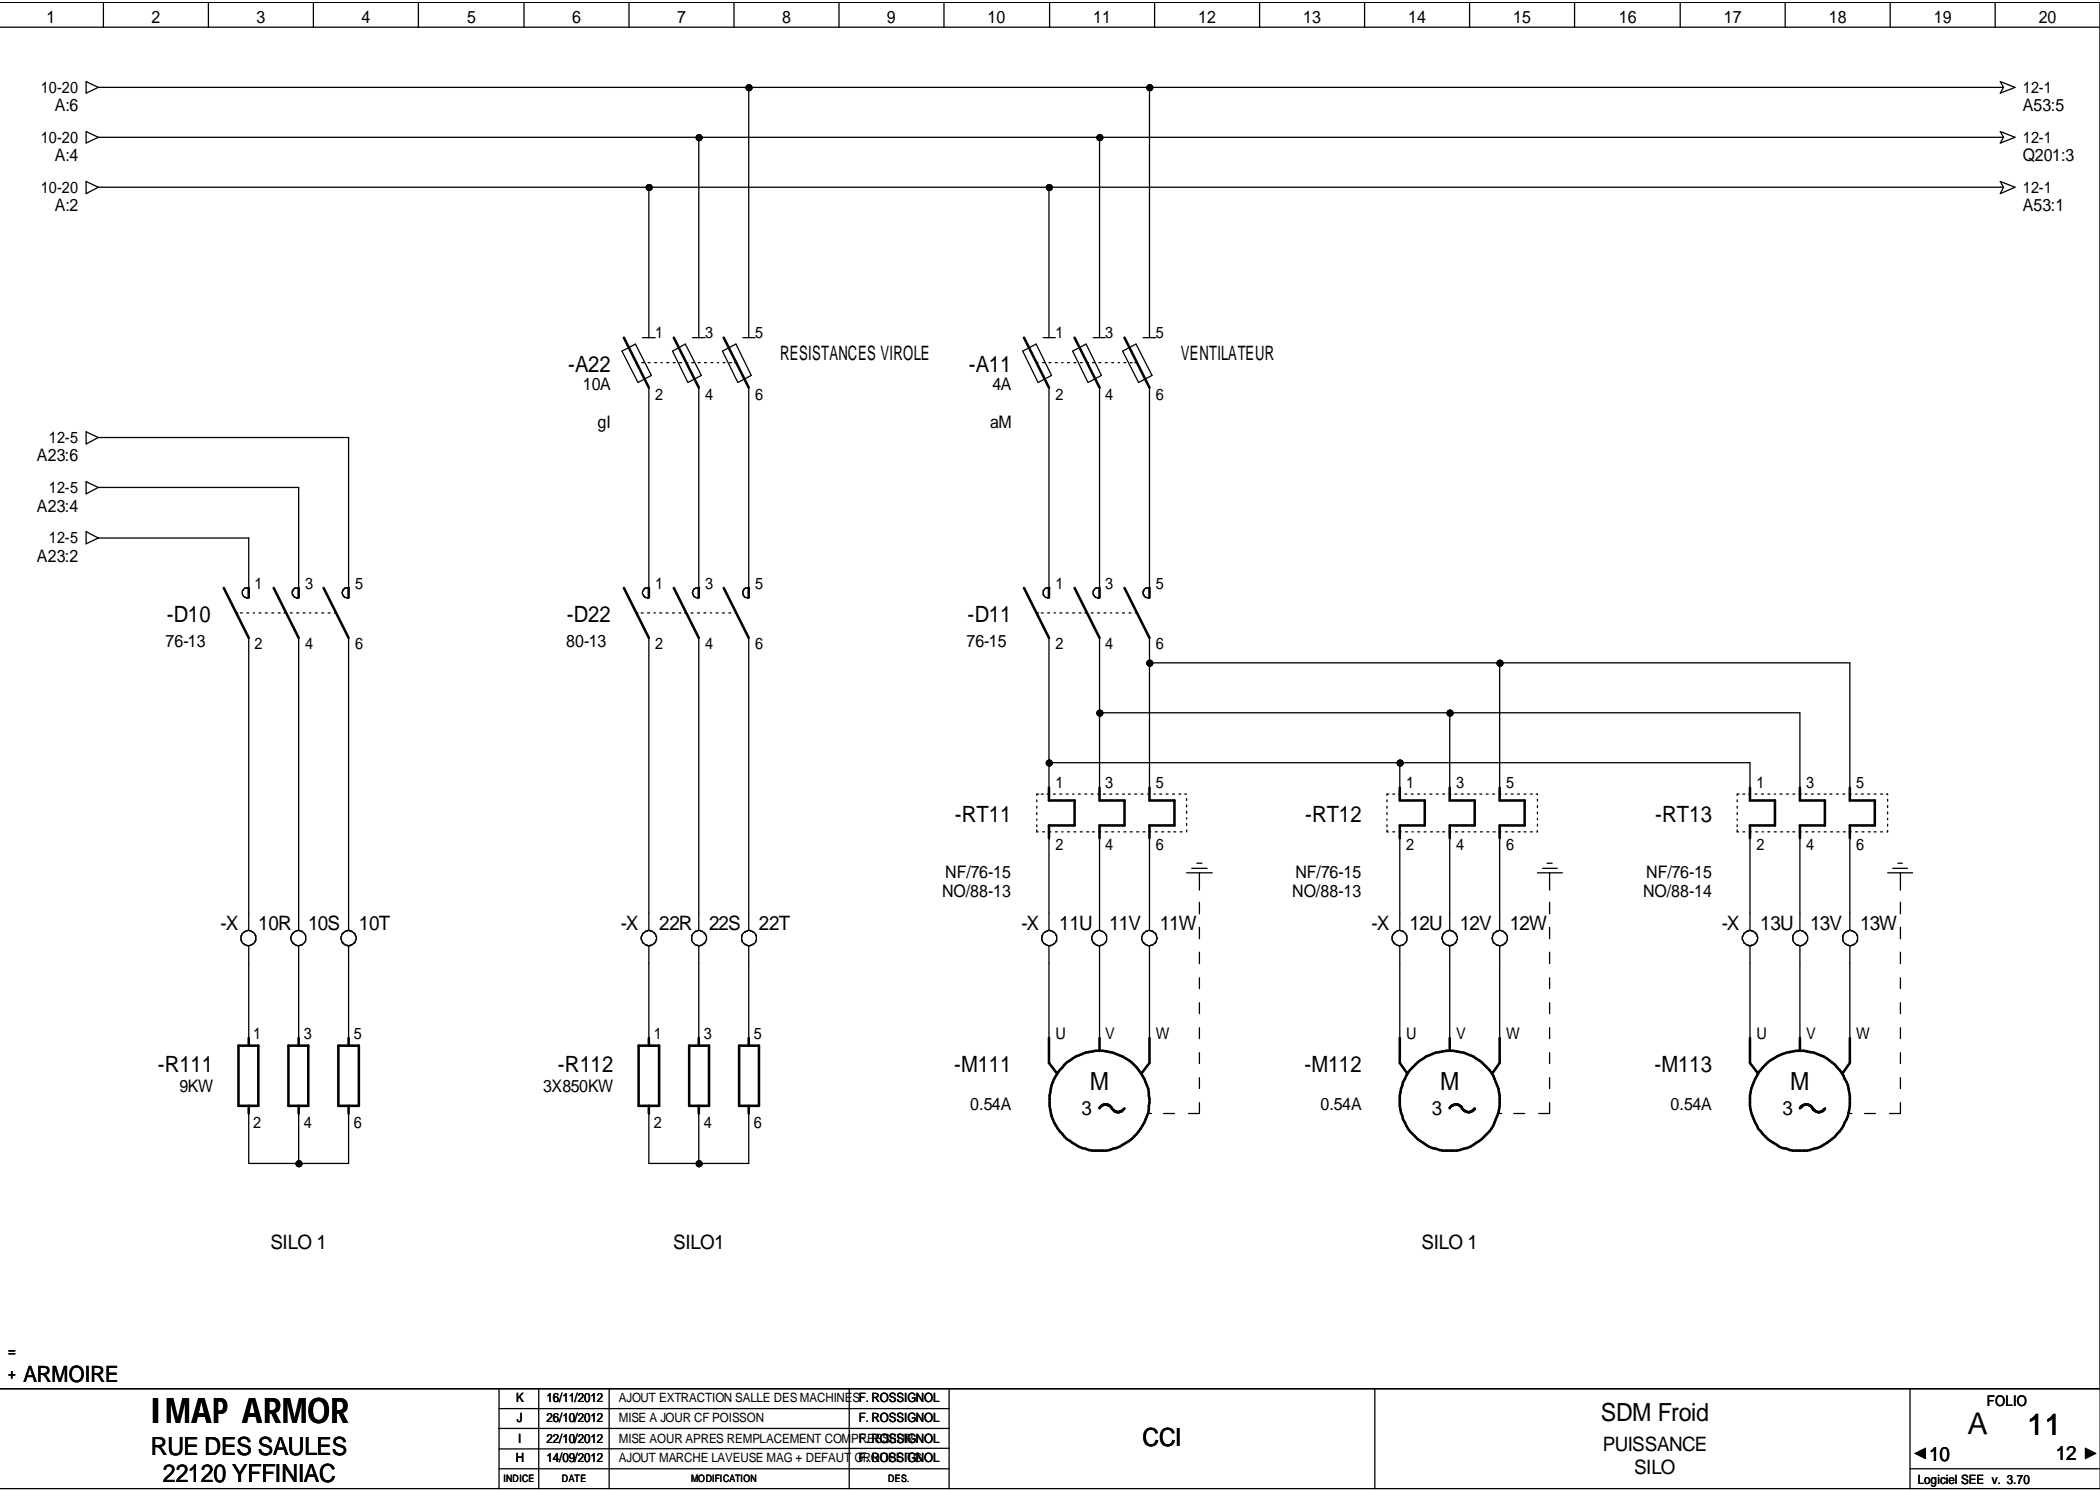 1 2 3 4 5 6 7 8 9 10 11 12 13 14 15 16 17 18 19 20
10-20 12-1
A:6 A53:5
10-20 12-1
A:4 Q201:3
10-20 12-1
A:2 A53:1
1 3 5 RESISTANCES VIROLE 1 3 5 VENTILATEUR
-A22 -A11
10A 4A
2 4 6 2 4 6
gI aM
12-5
A23:6
12-5
A23:4
12-5
A23:2
1 3 5 1 3 5 1 3 5
-D10 -D22 -D11
76-13 2 4 6 80-13 2 4 6 76-15 2 4 6
1 3 5 1 3 5 1 3 5
-RT11 -RT12 -RT13
2 4 6 2 4 6 2 4 6
NF/76-15 NF/76-15 NF/76-15
NO/88-13 NO/88-13 NO/88-14
-X 10R 10S 10T -X 22R 22S 22T -X 11U 11V 11W -X 12U 12V 12W -X 13U 13V 13W
1 3 5 1 3 5 U V W U V W U V W
-R111 -R112 -M111 M -M112 M -M113 M
9KW 3X850KW 0.54A 3 0.54A 3 0.54A 3
2 4 6 2 4 6
SILO 1 SILO1 SILO 1
=
+ ARMOIRE
IMAP ARMOR
RUE DES SAULES
22120 YFFINIAC
K 16/11/2012 AJOUT EXTRACTION SALLE DES MACHINES F. ROSSIGNOL
J 26/10/2012 MISE A JOUR CF POISSON F. ROSSIGNOL
I 22/10/2012 MISE AOUR APRES REMPLACEMENT F. ROSSIGNOL
H 14/09/2012 AJOUT MARCHE LAVEUSE MAG + DEFAUT F. ROSSIGNOL
INDICE DATE MODIFICATION DES.
CCI
SDM Froid
PUISSANCE
SILO
FOLIO
A 11
◄10 12 ►
Logiciel SEE v. 3.70